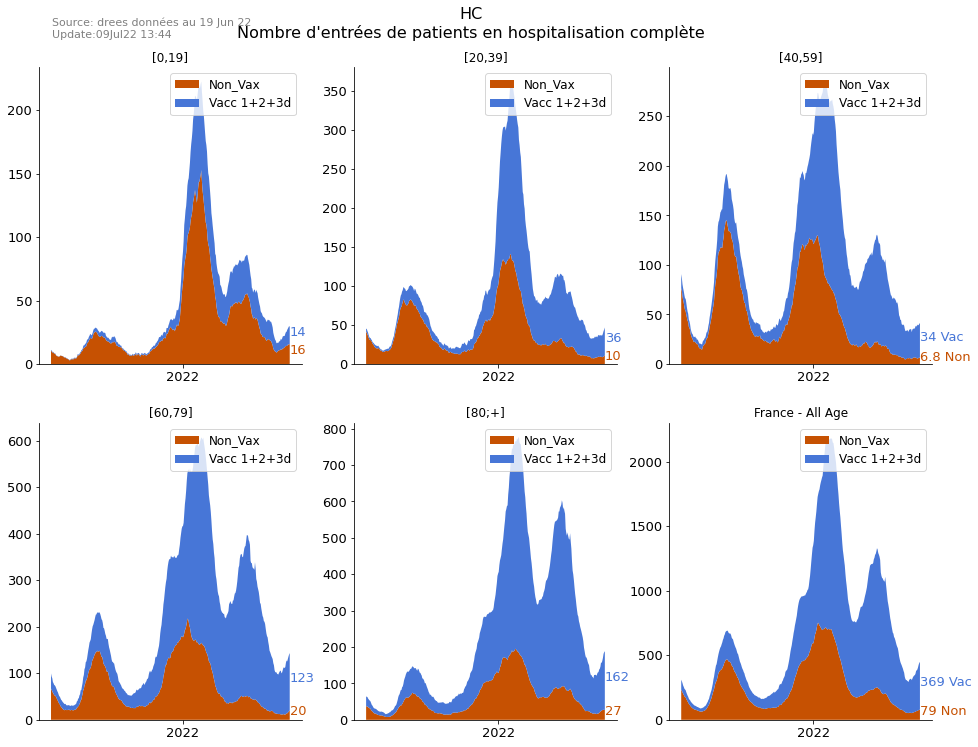 HC
Source: drees données au 19 Jun 22
Update:09Jul22 13:44
Nombre d'entrées de patients en hospitalisation complète
[0,19]
Non_Vax
Vacc 1+2+3d
200
150
100
50
0
14
16
2022
[20,39]
Non_Vax
Vacc 1+2+3d
350
300
250
200
150
100
50
0
36
10
2022
[40,59]
Non_Vax
Vacc 1+2+3d
250
200
150
100
50
0
34 Vac
6.8 Non
2022
[60,79]
Non_Vax
Vacc 1+2+3d
600
500
400
300
200
100
0
123
20
2022
[80;+]
Non_Vax
Vacc 1+2+3d
800
700
600
500
400
300
200
100
0
162
27
2022
France - All Age
Non_Vax
Vacc 1+2+3d
2000
1500
1000
500
0
369 Vac
79 Non
2022